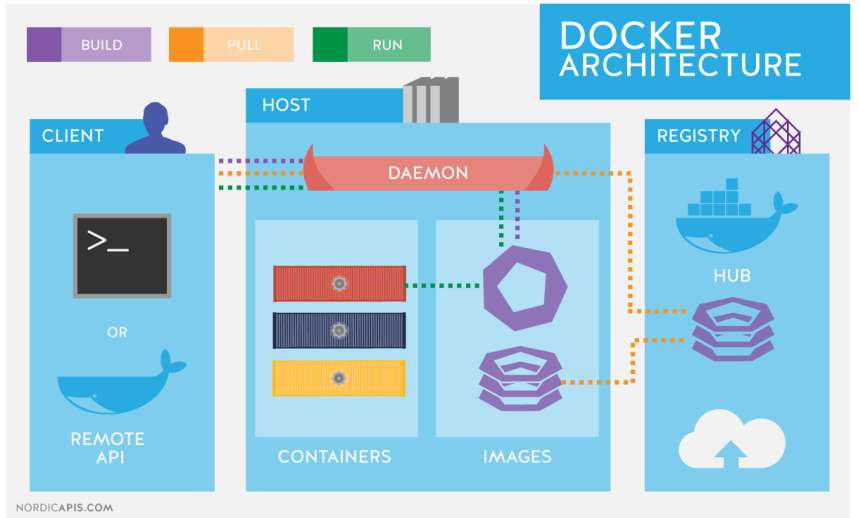 BUILD
PULL
RUN
DOCKER
ARCHITECTURE
CLIENT
HOST
REGISTRY
DAEMON
>_
OR
REMOTE
API
CONTAINERS
IMAGES
HUB
NORDICAPIS.COM